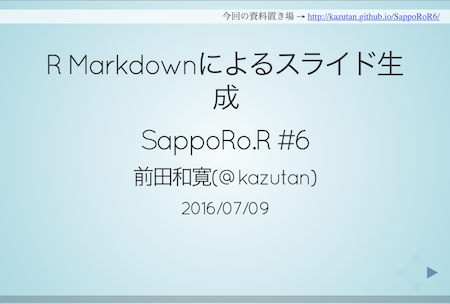 今回の資料置き場 → http://kazutan.github.io/SappoRoR6/
R Markdownによるスライド生
成
SappoRo.R #6
前田和寛(@kazutan)
2016/07/09